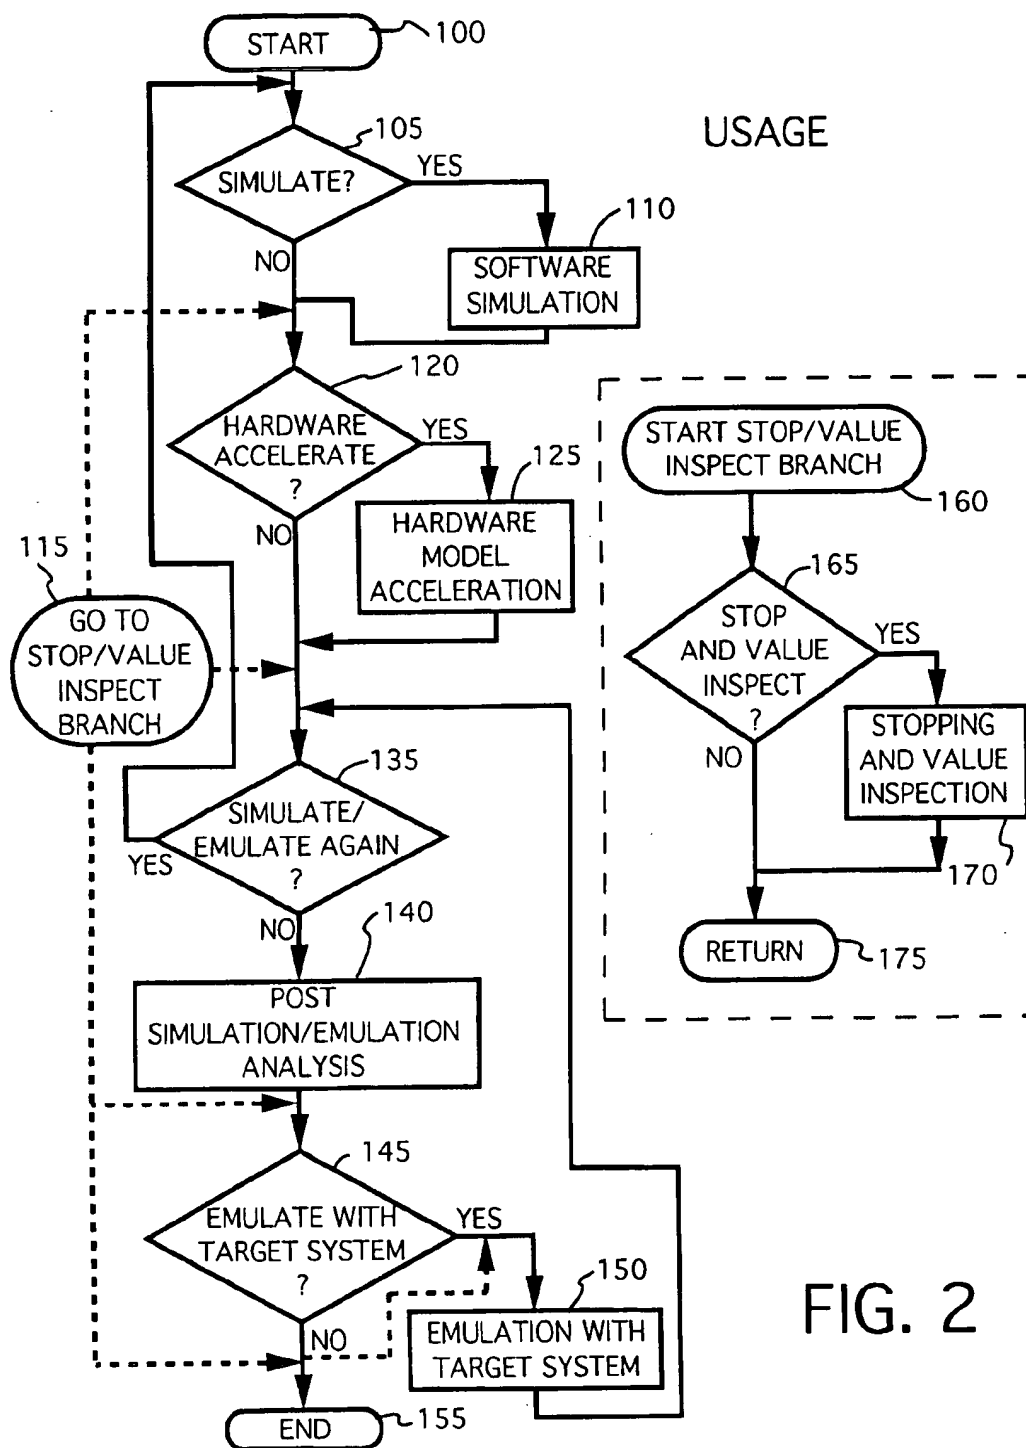 START
100
USAGE
105
SIMULATE?
YES
NO
110
SOFTWARE
SIMULATION
120
HARDWARE
ACCELERATE
?
YES
NO
125
HARDWARE
MODEL
ACCELERATION
115
GO TO
STOP/VALUE
INSPECT
BRANCH
135
SIMULATE/
EMULATE AGAIN
?
YES
NO
140
POST
SIMULATION/EMULATION
ANALYSIS
145
EMULATE WITH
TARGET SYSTEM
?
YES
NO
150
EMULATION WITH
TARGET SYSTEM
END
155
START STOP/VALUE
INSPECT BRANCH
160
165
STOP
AND VALUE
INSPECT
?
YES
NO
STOPPING
AND VALUE
INSPECTION
170
RETURN
175
FIG. 2